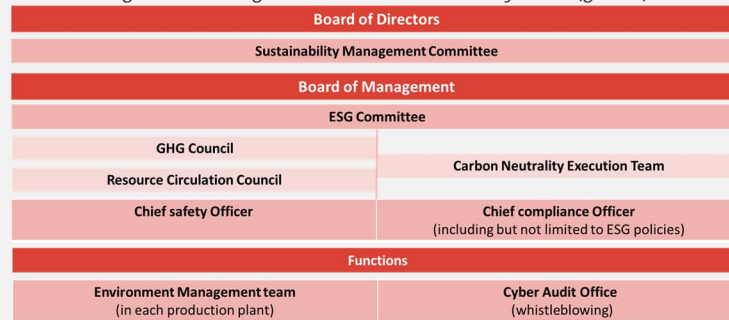 Board of Directors
Sustainability Management Committee
Board of Management
ESG Committee
GHG Council
Resource Circulation Council
Carbon Neutrality Execution Team
Chief safety Officer
Chief compliance Officer
(including but not limited to ESG policies)
Functions
Environment Management team
(in each production plant)
Cyber Audit Office
(whistleblowing)